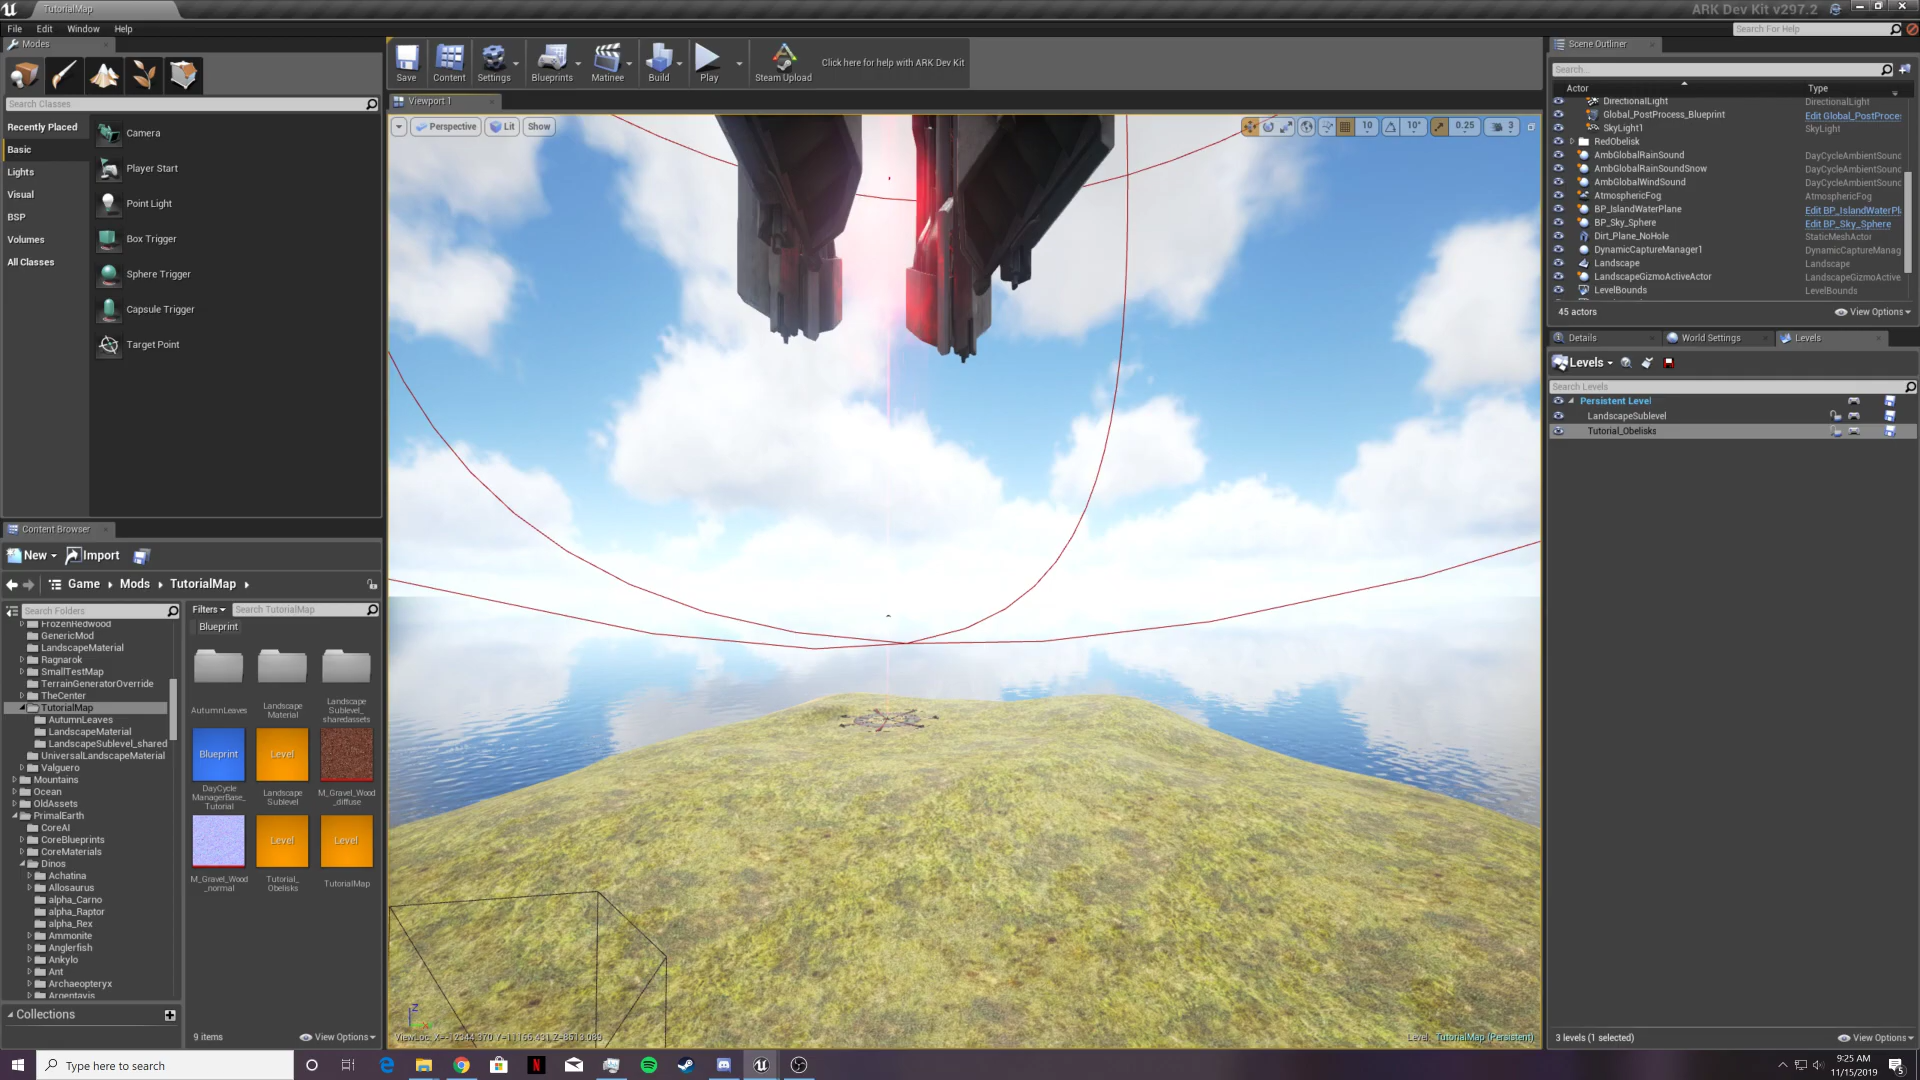 TutorialMap
ARK Dev Kit v297.2
File Edit Window Help
Search For Help
Modes
Search Classes
Recently Placed
Basic
Lights
Visual
BSP
Volumes
All Classes
Camera
Player Start
Point Light
Box Trigger
Sphere Trigger
Capsule Trigger
Target Point
Save Content Settings Blueprints Matinee Build Play Steam Upload
Click here for help with ARK Dev Kit
Viewport 1
Perspective Lit Show
10 10° 0.25 3
Scene Outliner
Search...
Actor Type
DirectionalLight DirectionalLight
Global_PostProcess_Blueprint Edit Global_PostProce
SkyLight1 SkyLight
RedObelisk
AmbGlobalRainSound DayCycleAmbientSound
AmbGlobalRainSoundSnow DayCycleAmbientSound
AmbGlobalWindSound DayCycleAmbientSound
AtmosphericFog AtmosphericFog
BP_IslandWaterPlane Edit BP_IslandWaterPl
BP_Sky_Sphere Edit BP_Sky_Sphere
Dirt_Plane_NoHole StaticMeshActor
DynamicCaptureManager1 DynamicCaptureManag
Landscape Landscape
LandscapeGizmoActiveActor LandscapeGizmoActive
LevelBounds LevelBounds
45 actors View Options
Details World Settings Levels
Levels
Search Levels
Persistent Level
LandscapeSublevel
Tutorial_Obelisks
3 levels (1 selected) View Options
Content Browser
New Import
Game Mods TutorialMap
Search Folders
FrozenRedwood
GenericMod
LandscapeMaterial
Ragnarok
SmallTestMap
TerrainGeneratorOverride
TheCenter
TutorialMap
AutumnLeaves
LandscapeMaterial
LandscapeSublevel_shared
UniversalLandscapeMaterial
Valguero
Mountains
Ocean
OldAssets
PrimalEarth
CoreAI
CoreBlueprints
CoreMaterials
Dinos
Achatina
Allosaurus
alpha_Carno
alpha_Raptor
alpha_Rex
Ammonite
Anglerfish
Ankylo
Ant
Archaeopteryx
Argentavis
Collections
Filters Search TutorialMap
Blueprint
AutumnLeaves
Landscape
Material
Landscape
Sublevel_
sharedassets
Blueprint
DayCycle
ManagerBase_
Tutorial
Level
Landscape
Sublevel
M_Gravel_Wood
_diffuse
M_Gravel_Wood
_normal
Level
Tutorial_
Obelisks
Level
TutorialMap
9 items View Options
Z
Level: TutorialMap (Persistent)
Type here to search
9:25 AM
11/15/2019
5